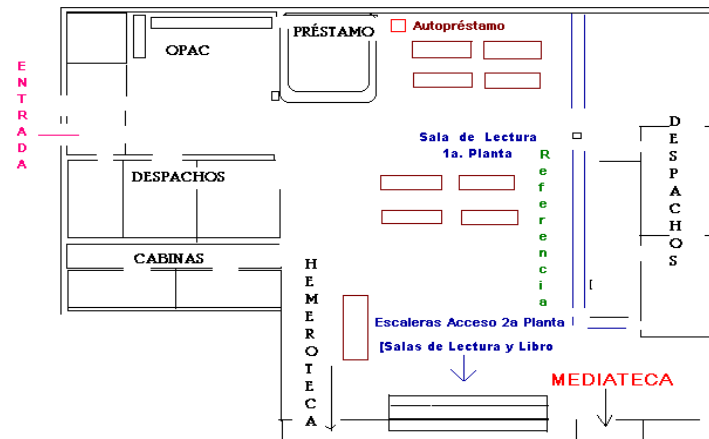 PRÉSTAMO
Autopréstamo
OPAC
ENTRADA
DESPACHOS
Sala de Lectura
1a. Planta
Referencia
DESPACHOS
CABINAS
HEMEROTECA
Escaleras Acceso 2a Planta
[Salas de Lectura y Libro
MEDIATECA